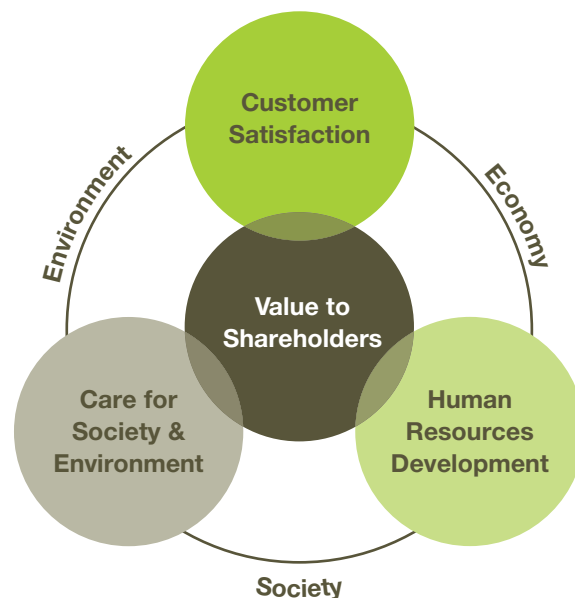 Customer
Satisfaction
Environment
Economy
Value to
Shareholders
Care for
Society &
Environment
Human
Resources
Development
Society